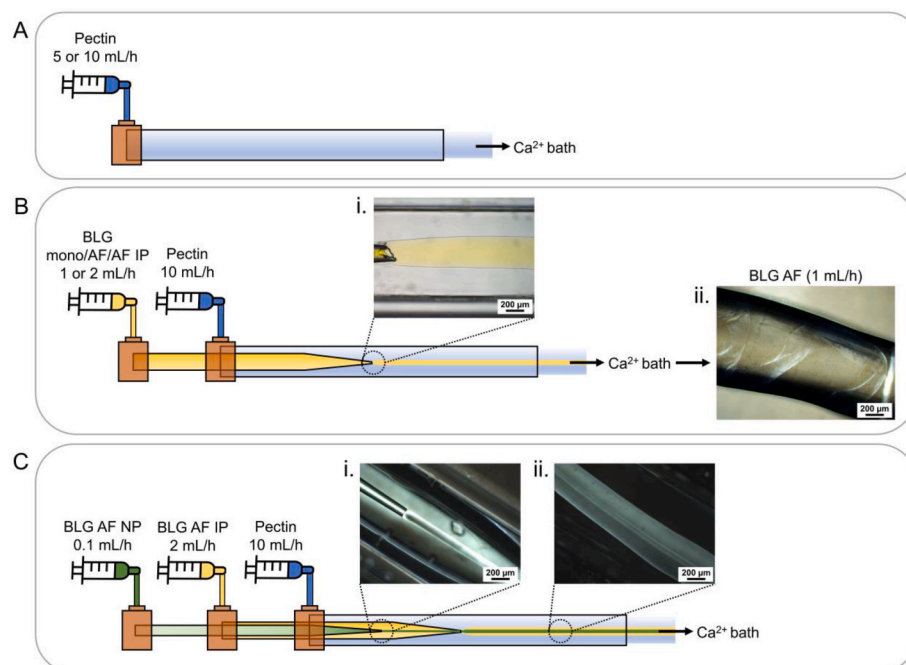 A
Pectin
5 or 10 mL/h
Ca²⁺ bath
B
BLG
mono/AF/AF IP
1 or 2 mL/h
Pectin
10 mL/h
i.
200 µm
Ca²⁺ bath
BLG AF (1 mL/h)
ii.
200 µm
C
BLG AF NP
0.1 mL/h
BLG AF IP
2 mL/h
Pectin
10 mL/h
i.
200 µm
ii.
200 µm
Ca²⁺ bath